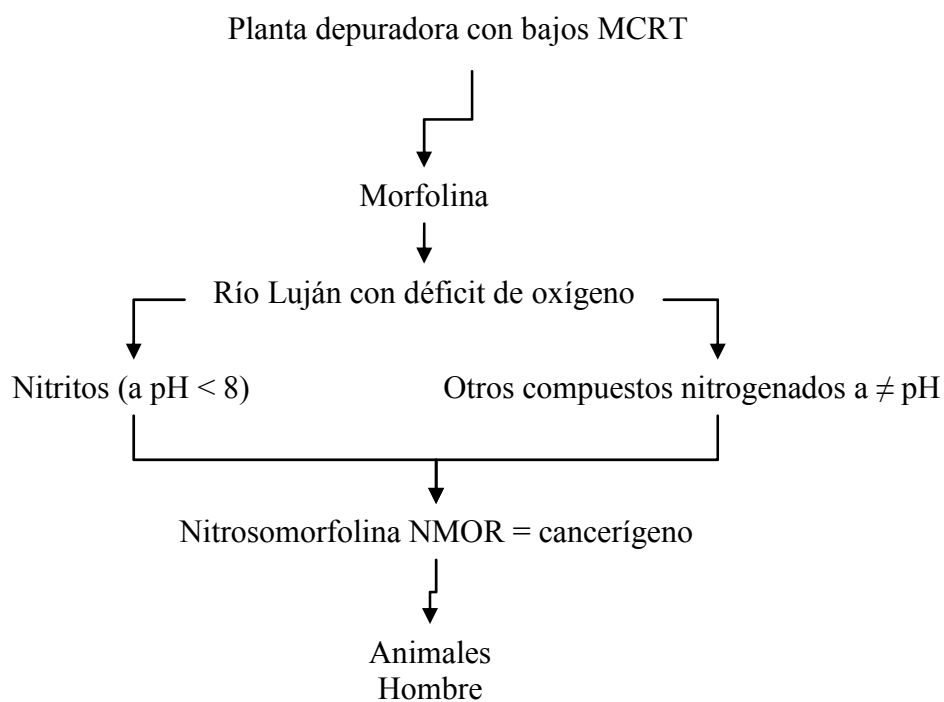 Planta depuradora con bajos MCRT
Morfolina
Río Luján con déficit de oxígeno
Nitritos (a pH < 8)
Otros compuestos nitrogenados a ≠ pH
Nitrosomorfolina NMOR = cancerígeno
Animales
Hombre